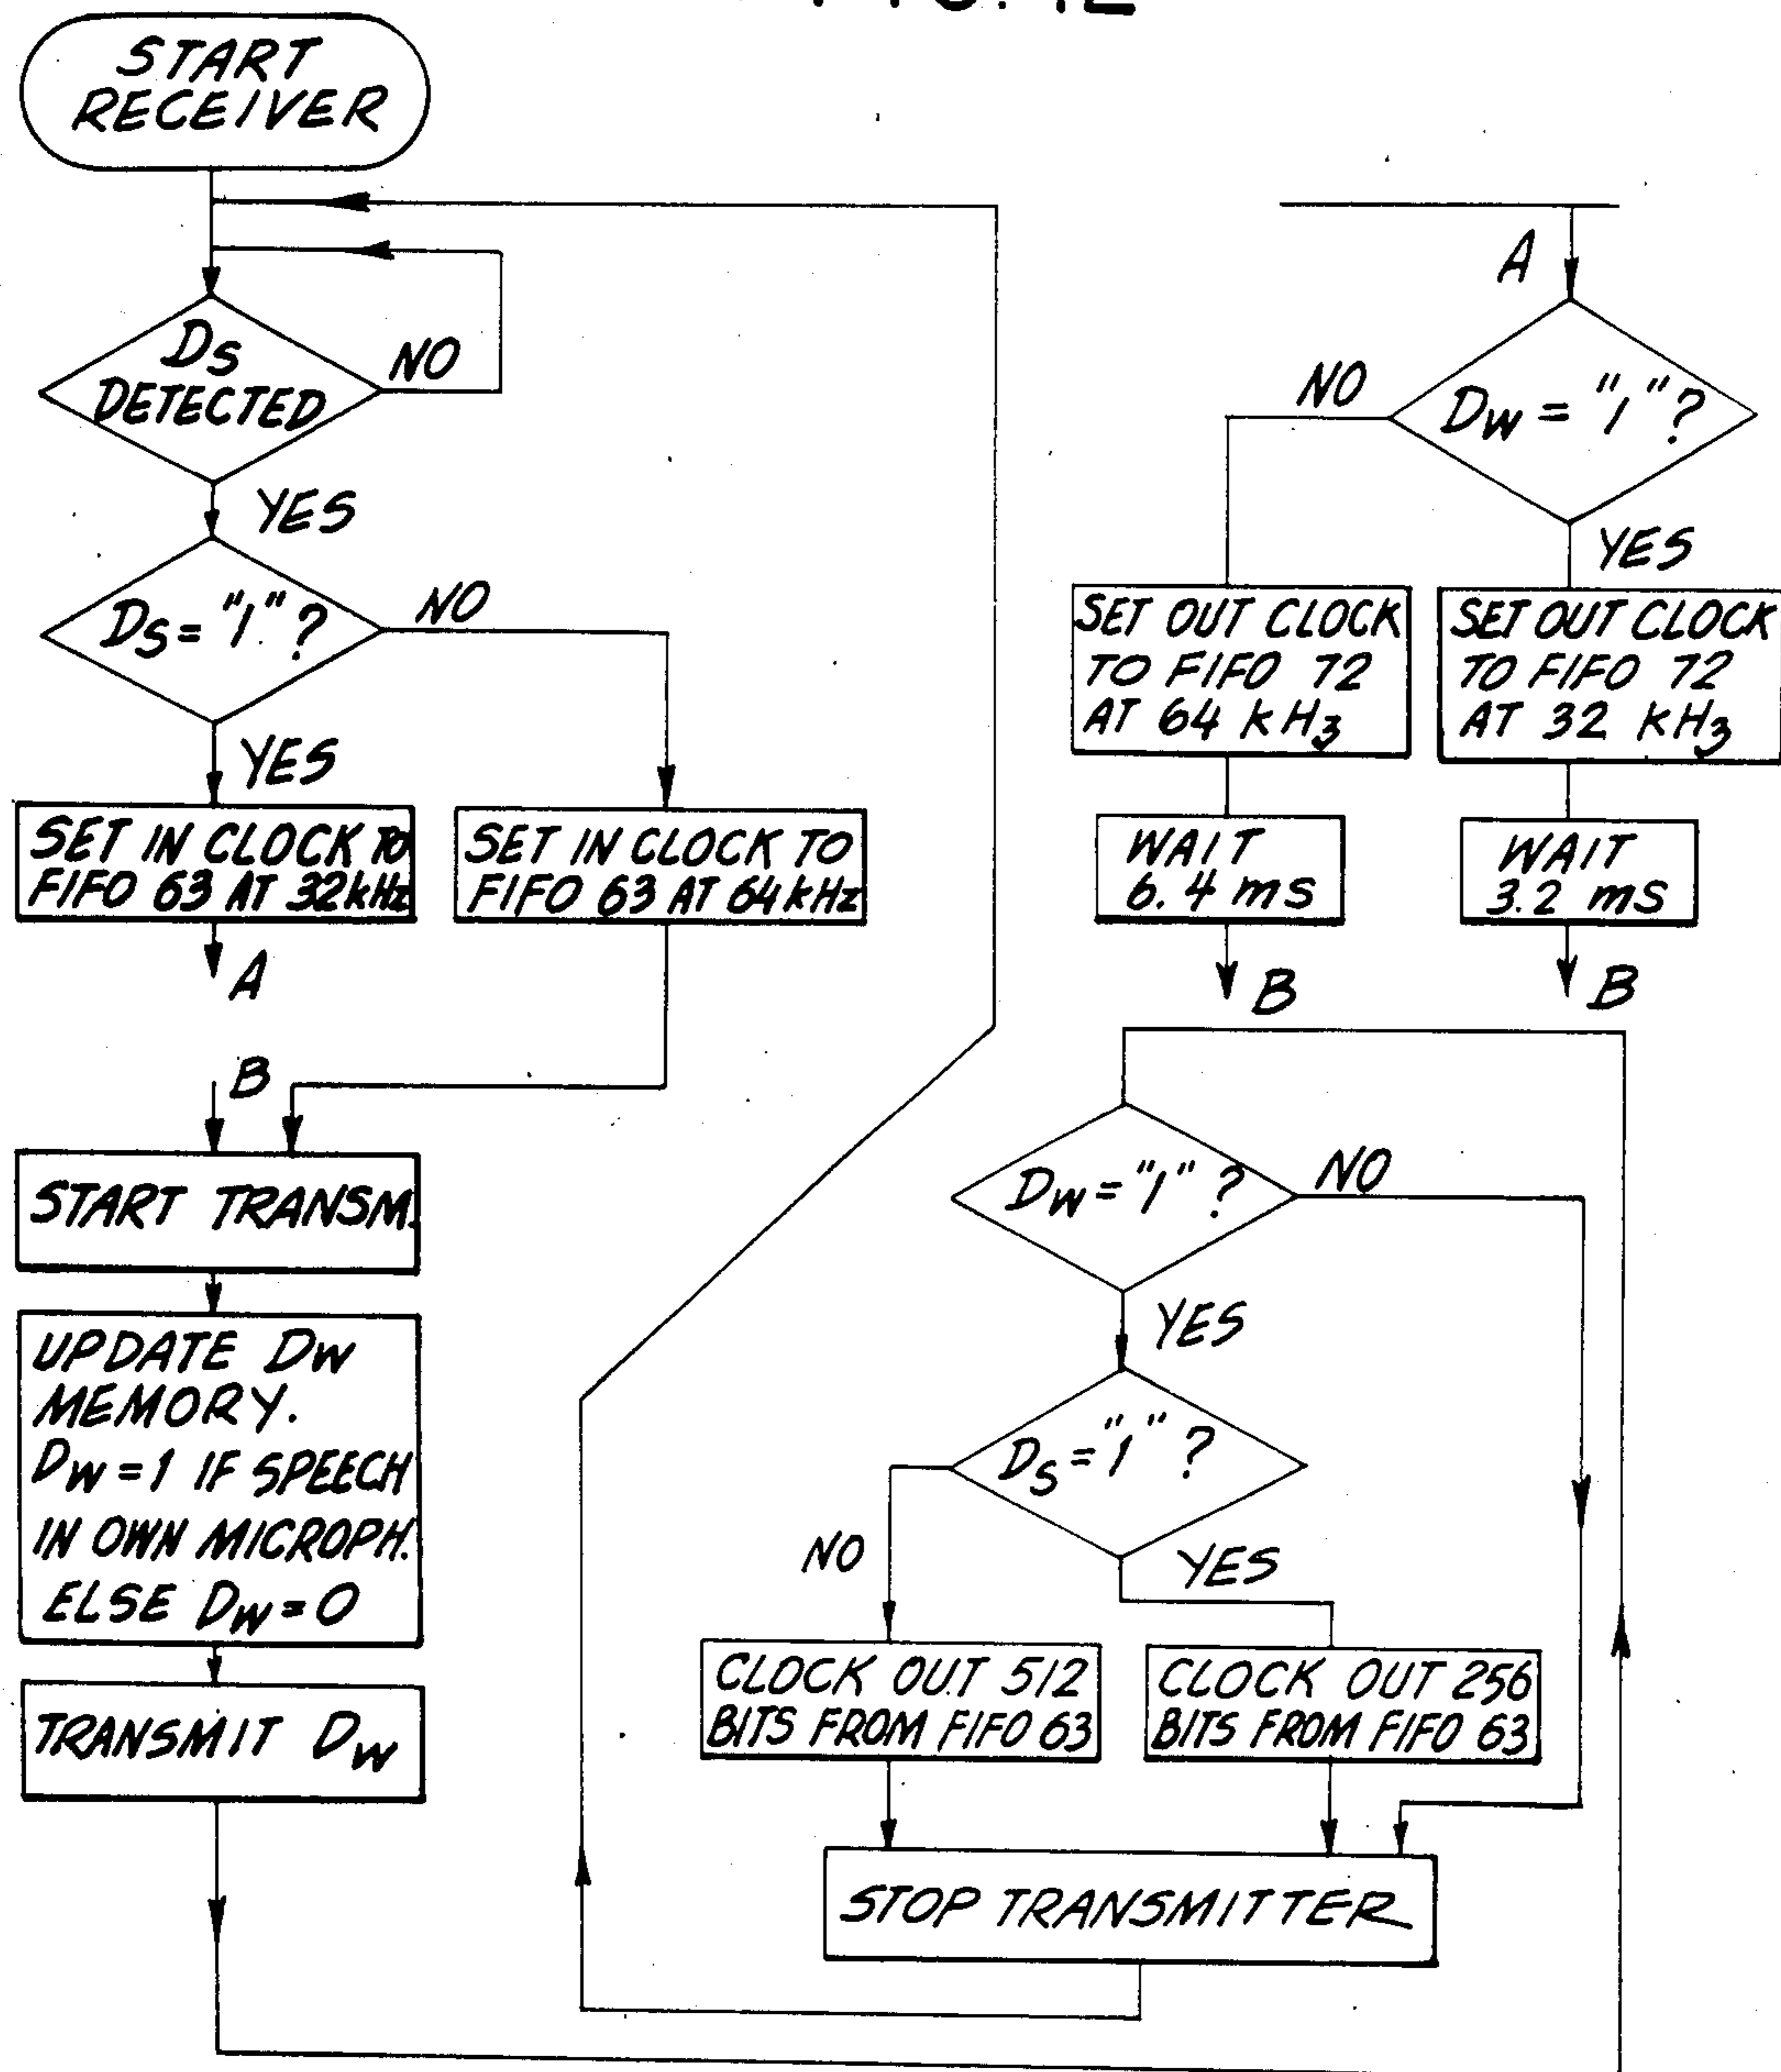 START
RECEIVER
DS
DETECTED
NO
YES
DS = "1" ?
NO
YES
SET IN CLOCK TO
FIFO 63 AT 32kHz
SET IN CLOCK TO
FIFO 63 AT 64kHz
A
B
START TRANSM.
UPDATE DW
MEMORY.
DW = 1 IF SPEECH
IN OWN MICROPH.
ELSE DW = 0
TRANSMIT DW
A
DW = "1" ?
NO
YES
SET OUT CLOCK
TO FIFO 72
AT 64 kHz
SET OUT CLOCK
TO FIFO 72
AT 32 kHz
WAIT
6.4 ms
WAIT
3.2 ms
B
B
DW = "1" ?
NO
YES
DS = "1" ?
NO
YES
CLOCK OUT 512
BITS FROM FIFO 63
CLOCK OUT 256
BITS FROM FIFO 63
STOP TRANSMITTER